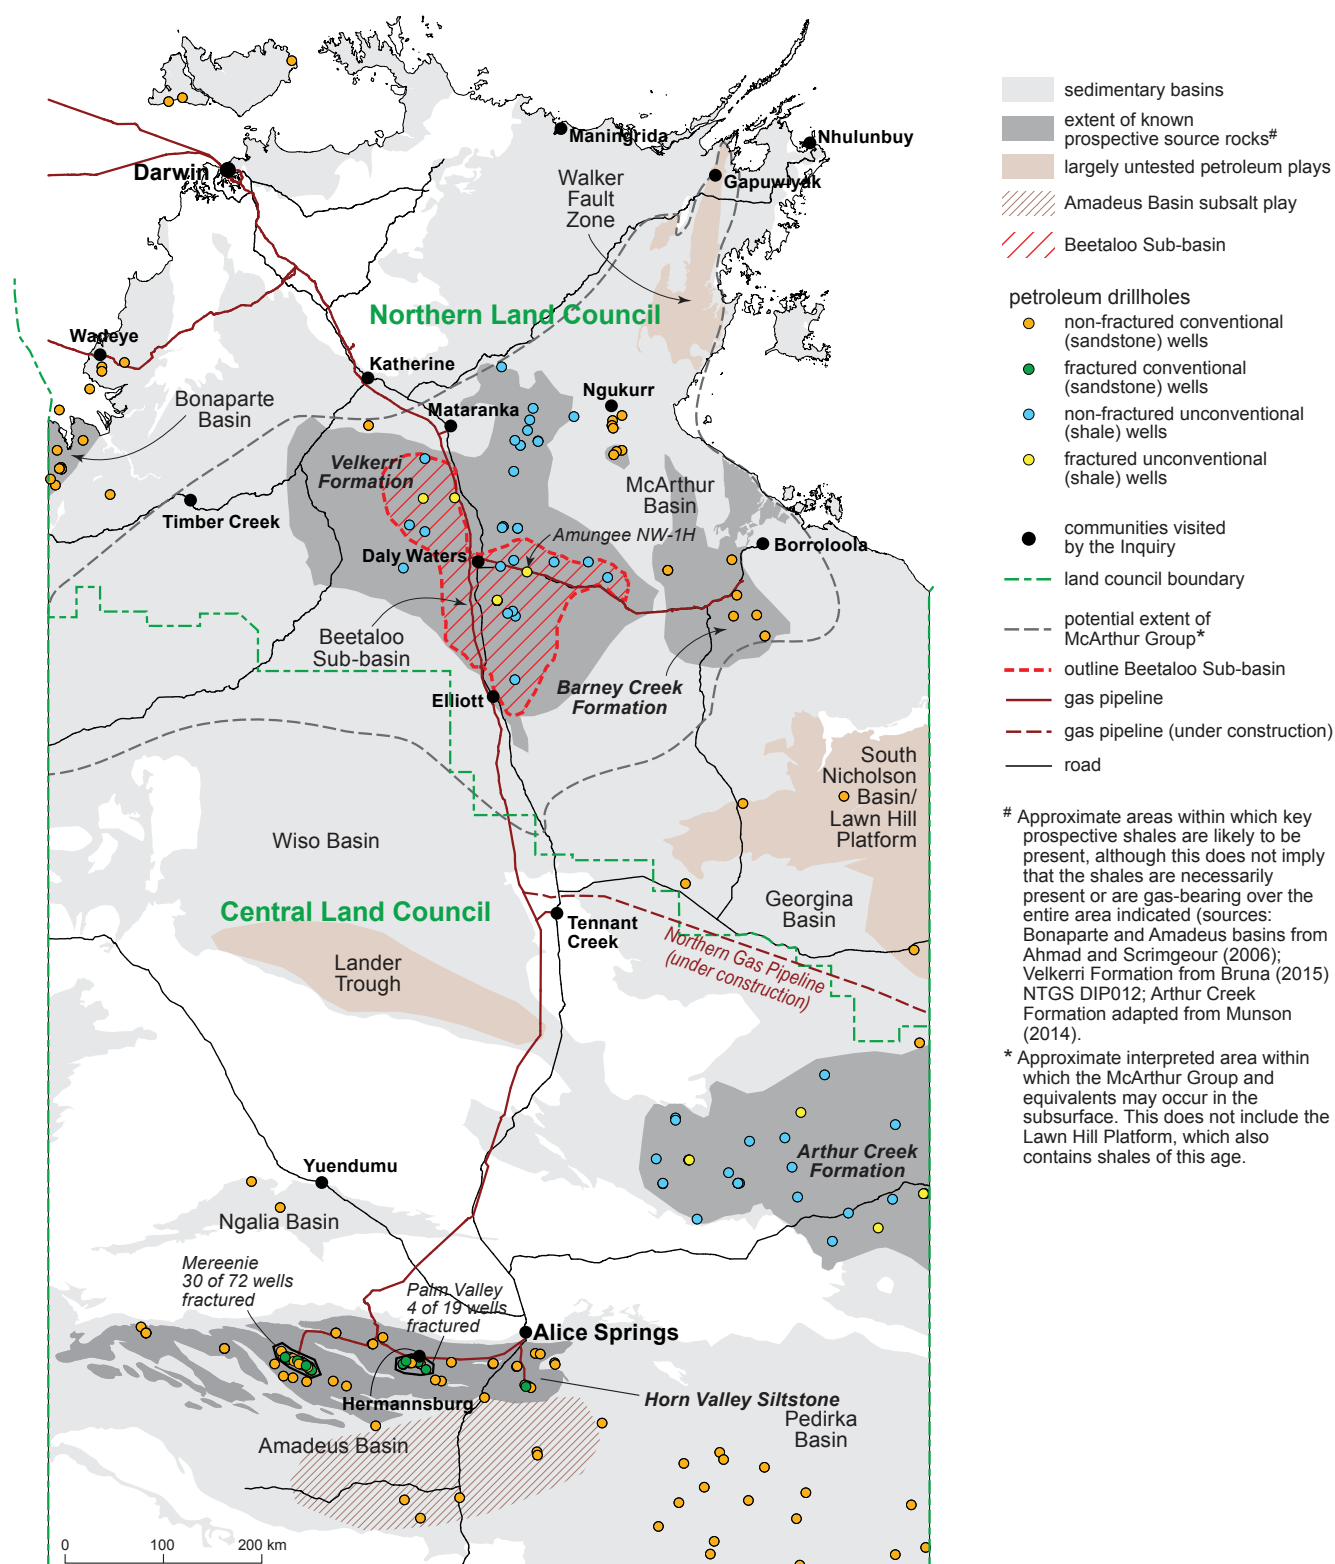 Maningrida
Nhulunbuy
Darwin
Gapuwiyak
Walker
Fault
Zone
Northern Land Council
Wadeye
Katherine
Bonaparte
Basin
Ngukurr
Mataranka
Velkerri
Formation
McArthur
Basin
Timber Creek
Amungee NW-1H
Daly Waters
Borroloola
Beetaloo
Sub-basin
Elliott
Barney Creek
Formation
South
Nicholson
Basin/
Lawn Hill
Platform
Wiso Basin
Georgina
Basin
Central Land Council
Tennant
Creek
Northern Gas Pipeline
(under construction)
Lander
Trough
Arthur Creek
Formation
Yuendumu
Ngalia Basin
Mereenie
30 of 72 wells
fractured
Palm Valley
4 of 19 wells
fractured
Alice Springs
Hermannsburg
Horn Valley Siltstone
Pedirka
Basin
Amadeus Basin
0 100 200 km
sedimentary basins
extent of known
prospective source rocks#
largely untested petroleum plays
Amadeus Basin subsalt play
Beetaloo Sub-basin
petroleum drillholes
non-fractured conventional
(sandstone) wells
fractured conventional
(sandstone) wells
non-fractured unconventional
(shale) wells
fractured unconventional
(shale) wells
communities visited
by the Inquiry
land council boundary
potential extent of
McArthur Group*
outline Beetaloo Sub-basin
gas pipeline
gas pipeline (under construction)
road
# Approximate areas within which key
prospective shales are likely to be
present, although this does not imply
that the shales are necessarily
present or are gas-bearing over the
entire area indicated (sources:
Bonaparte and Amadeus basins from
Ahmad and Scrimgeour (2006);
Velkerri Formation from Bruna (2015)
NTGS DIP012; Arthur Creek
Formation adapted from Munson
(2014).
* Approximate interpreted area within
which the McArthur Group and
equivalents may occur in the
subsurface. This does not include the
Lawn Hill Platform, which also
contains shales of this age.